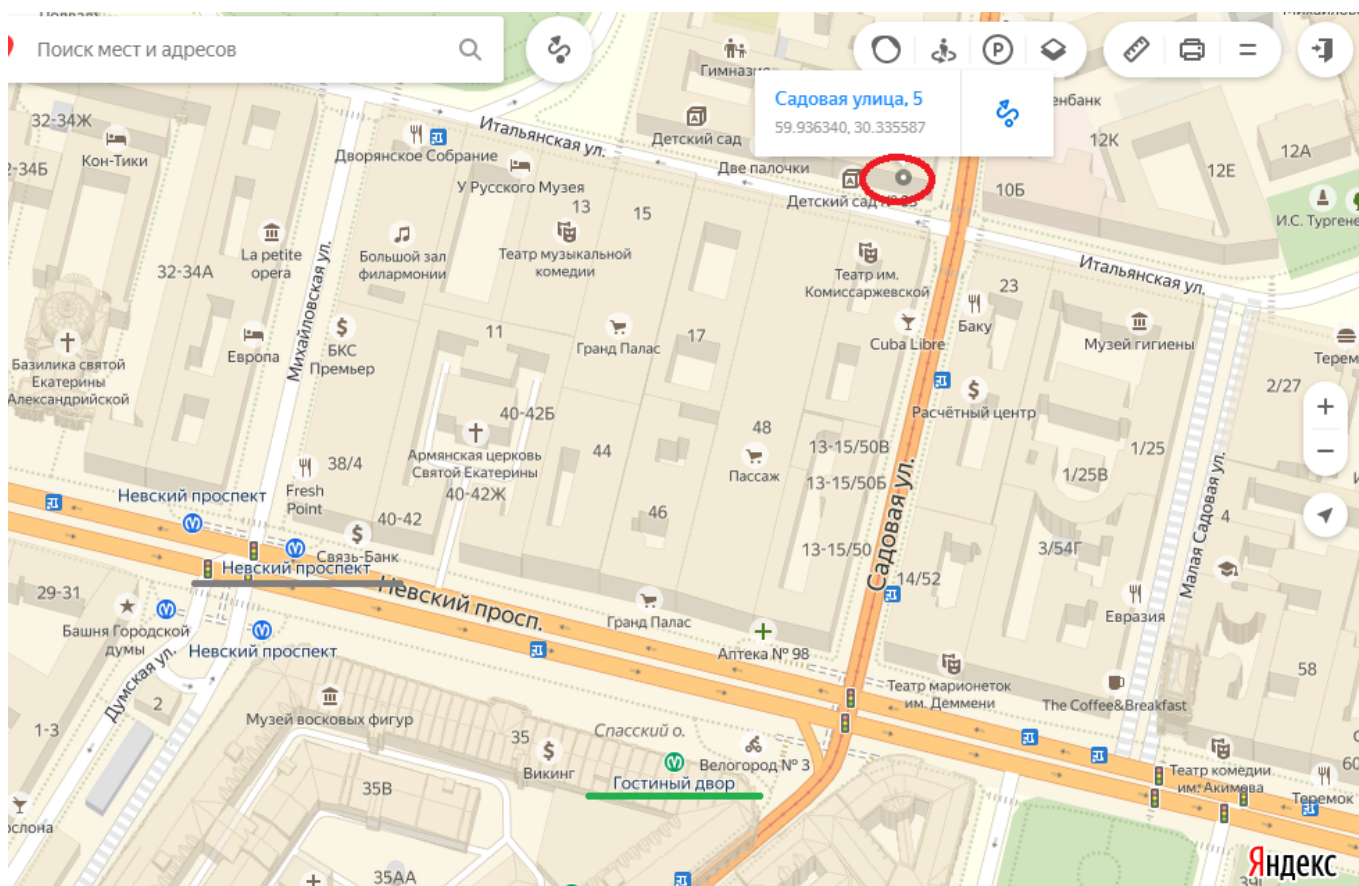 Поиск мест и адресов
Гимназия
Садовая улица, 5
59.936340, 30.335587
енбанк
32-34Ж
Кон-Тики
Итальянская ул.
Детский сад
12К
12А
2-34Б
Дворянское Собрание
Две палочки
12Е
У Русского Музея
10Б
13
15
Детский сад № 83
И.С. Тургене
La petite
opera
32-34А
Большой зал
филармонии
Театр музыкальной
комедии
Театр им.
Комиссаржевской
Итальянская ул.
Михайловская ул.
23
Баку
11
17
Cuba Libre
Музей гигиены
Европа
БКС
Премьер
Гранд Палас
Терем
Базилика святой
Екатерины
Александрийской
2/27
Расчётный центр
40-42Б
48
13-15/50В
1/25
38/4
Армянская церковь
Святой Екатерины
44
Пассаж
13-15/50Б
1/25В
Садовая ул.
Малая Садовая ул.
Невский проспект
Fresh
Point
40-42Ж
46
4
40-42
Связь-Банк
13-15/50
3/54Г
Невский проспект
14/52
29-31
Невский просп.
Гранд Палас
Евразия
Башня Городской
думы
Невский проспект
Аптека № 98
58
Думская ул.
2
Театр марионеток
им. Деммени
The Coffee&Breakfast
Музей восковых фигур
1-3
35
Спасский о.
Викинг
Велогород № 3
Гостиный двор
60
Театр комедии
им. Акимова
Теремок
35В
рслона
35АА
Яндекс
39Г